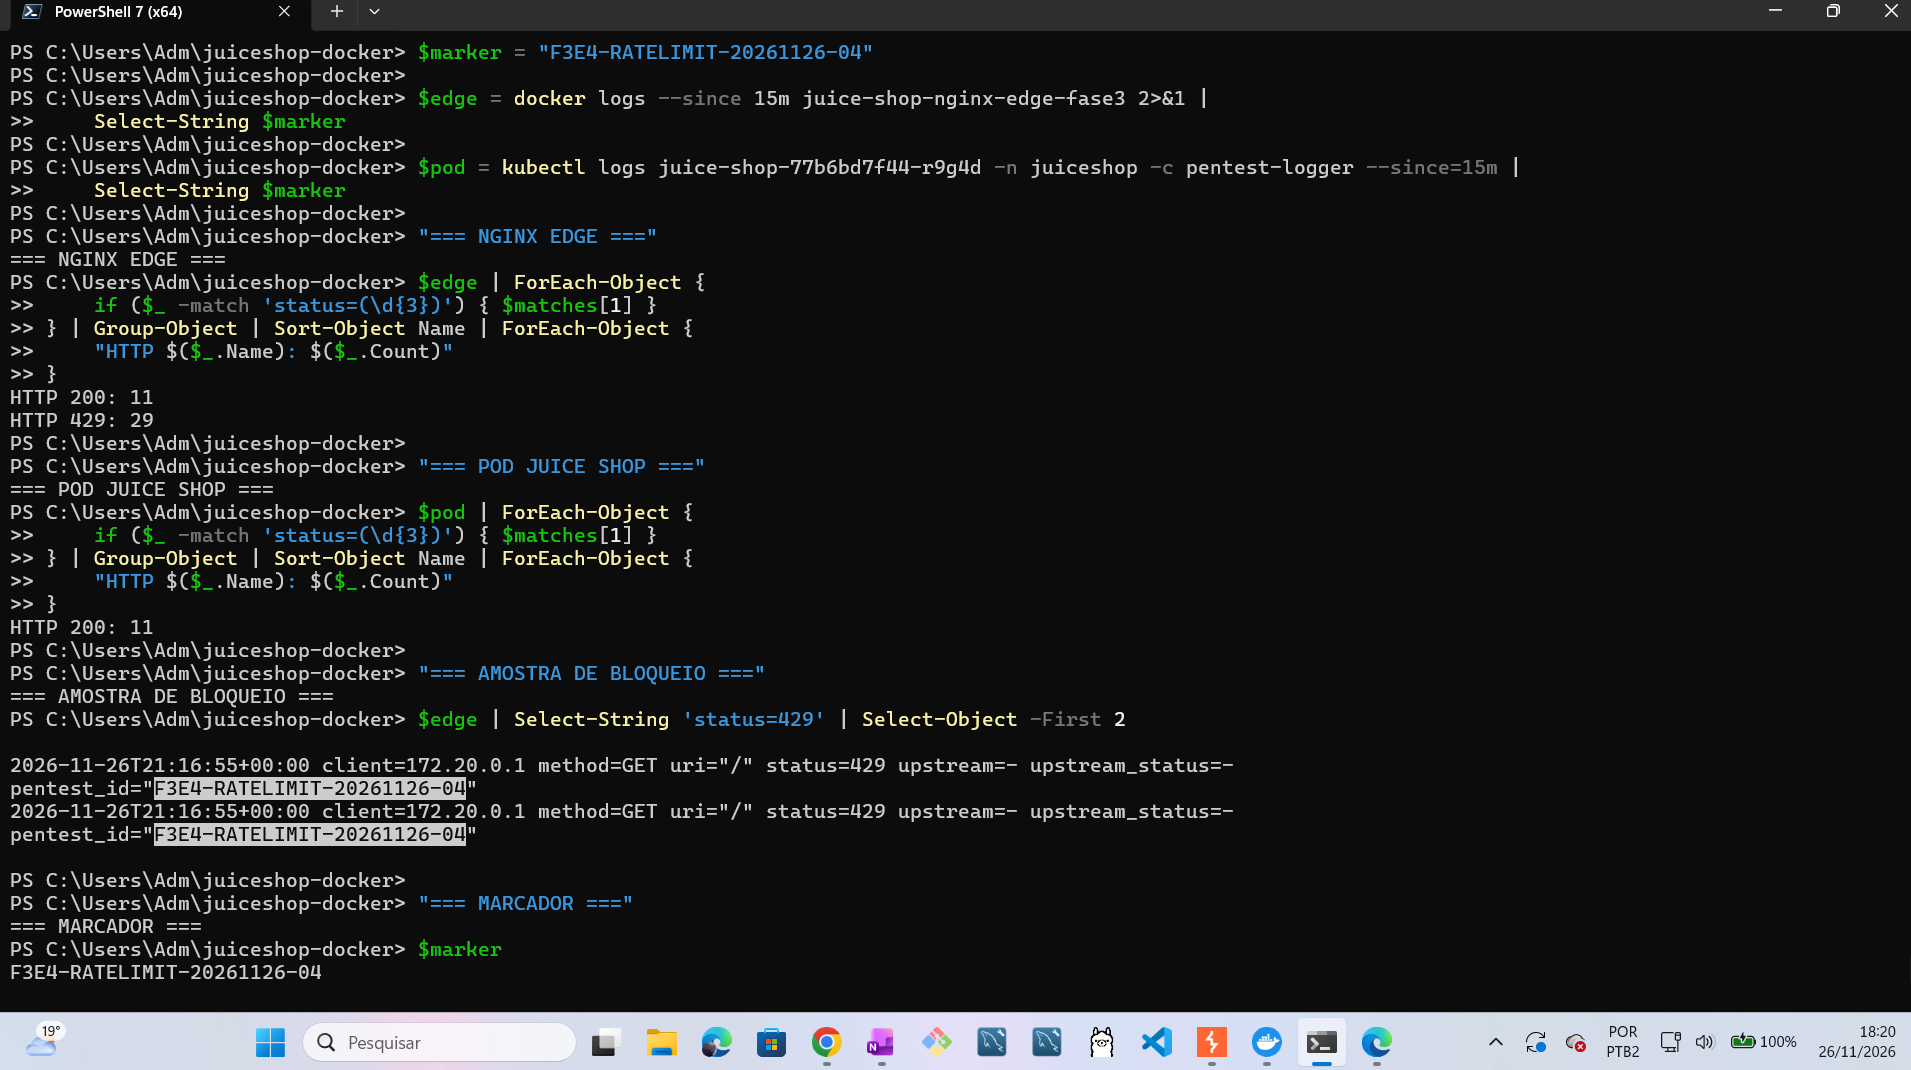 PowerShell 7 (x64)
PS C:\Users\Adm\juiceshop-docker> $marker = "F3E4-RATELIMIT-20261126-04"
PS C:\Users\Adm\juiceshop-docker>
PS C:\Users\Adm\juiceshop-docker> $edge = docker logs --since 15m juice-shop-nginx-edge-fase3 2>&1 |
>>     Select-String $marker
PS C:\Users\Adm\juiceshop-docker>
PS C:\Users\Adm\juiceshop-docker> $pod = kubectl logs juice-shop-77b6bd7f44-r9g4d -n juiceshop -c pentest-logger --since=15m |
>>     Select-String $marker
PS C:\Users\Adm\juiceshop-docker>
PS C:\Users\Adm\juiceshop-docker> "=== NGINX EDGE ==="
=== NGINX EDGE ===
PS C:\Users\Adm\juiceshop-docker> $edge | ForEach-Object {
>>     if ($_ -match 'status=(\d{3})') { $matches[1] }
>> } | Group-Object | Sort-Object Name | ForEach-Object {
>>     "HTTP $($_.Name): $($_.Count)"
>> }
HTTP 200: 11
HTTP 429: 29
PS C:\Users\Adm\juiceshop-docker>
PS C:\Users\Adm\juiceshop-docker> "=== POD JUICE SHOP ==="
=== POD JUICE SHOP ===
PS C:\Users\Adm\juiceshop-docker> $pod | ForEach-Object {
>>     if ($_ -match 'status=(\d{3})') { $matches[1] }
>> } | Group-Object | Sort-Object Name | ForEach-Object {
>>     "HTTP $($_.Name): $($_.Count)"
>> }
HTTP 200: 11
PS C:\Users\Adm\juiceshop-docker>
PS C:\Users\Adm\juiceshop-docker> "=== AMOSTRA DE BLOQUEIO ==="
=== AMOSTRA DE BLOQUEIO ===
PS C:\Users\Adm\juiceshop-docker> $edge | Select-String 'status=429' | Select-Object -First 2
2026-11-26T21:16:55+00:00 client=172.20.0.1 method=GET uri="/" status=429 upstream=- upstream_status=-
pentest_id="F3E4-RATELIMIT-20261126-04"
2026-11-26T21:16:55+00:00 client=172.20.0.1 method=GET uri="/" status=429 upstream=- upstream_status=-
pentest_id="F3E4-RATELIMIT-20261126-04"
PS C:\Users\Adm\juiceshop-docker>
PS C:\Users\Adm\juiceshop-docker> "=== MARCADOR ==="
=== MARCADOR ===
PS C:\Users\Adm\juiceshop-docker> $marker
F3E4-RATELIMIT-20261126-04
19°
Pesquisar
POR
PTB2
100%
18:20
26/11/2026